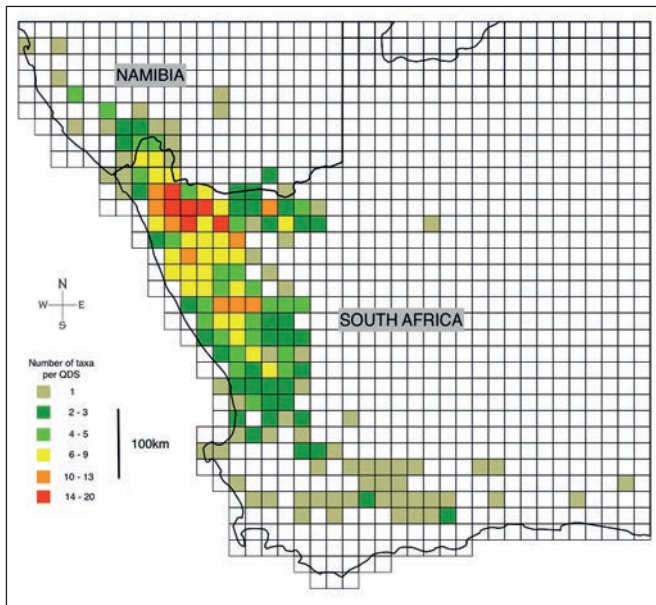 NAMIBIA
N
W E
S
SOUTH AFRICA
Number of taxa
per QDS
1
2 - 3
4 - 5
6 - 9
10 - 13
14 - 20
100km